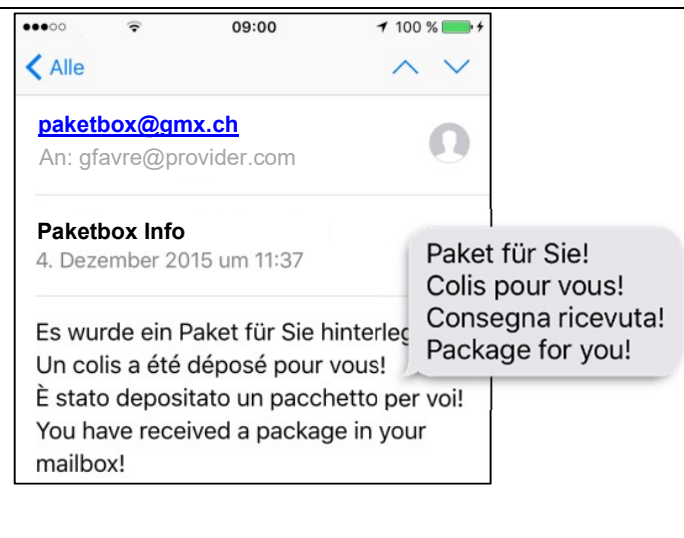 09:00
100 %
Alle
paketbox@gmx.ch
An: gfavre@provider.com
Paketbox Info
4. Dezember 2015 um 11:37
Es wurde ein Paket für Sie hinterleg
Un colis a été déposé pour vous!
È stato depositato un pacchetto per voi!
You have received a package in your
mailbox!
Paket für Sie!
Colis pour vous!
Consegna ricevuta!
Package for you!